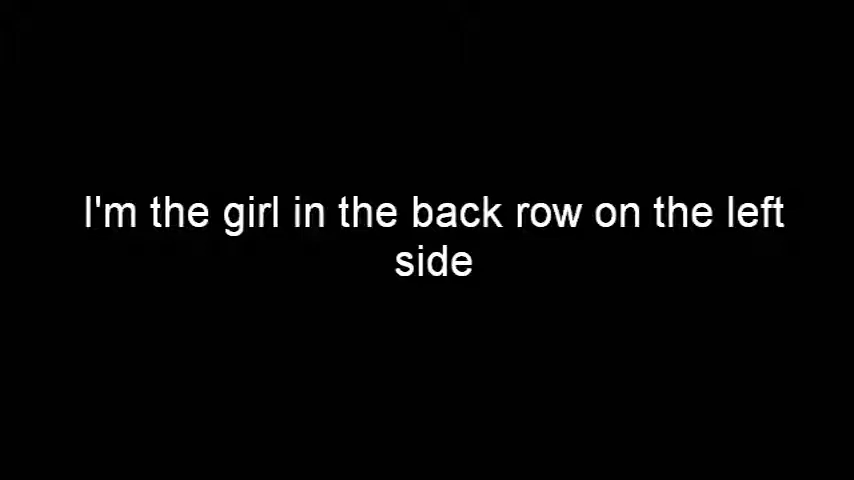 I'm the girl in the back row on the left
side